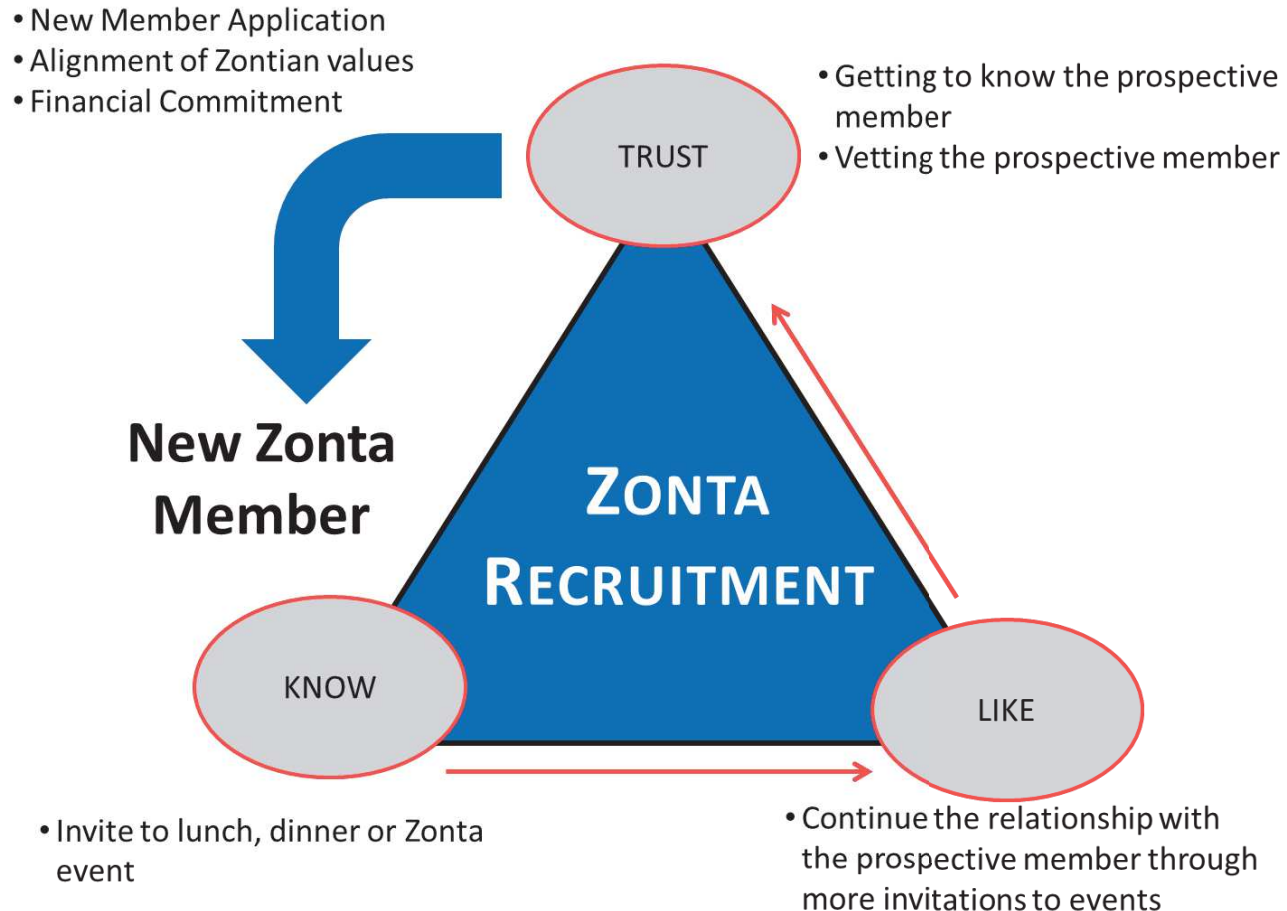 • New Member Application
• Alignment of Zontian values
• Financial Commitment
TRUST
• Getting to know the prospective
member
• Vetting the prospective member
New Zonta
Member
ZONTA
RECRUITMENT
KNOW
LIKE
• Invite to lunch, dinner or Zonta
event
• Continue the relationship with
the prospective member through
more invitations to events